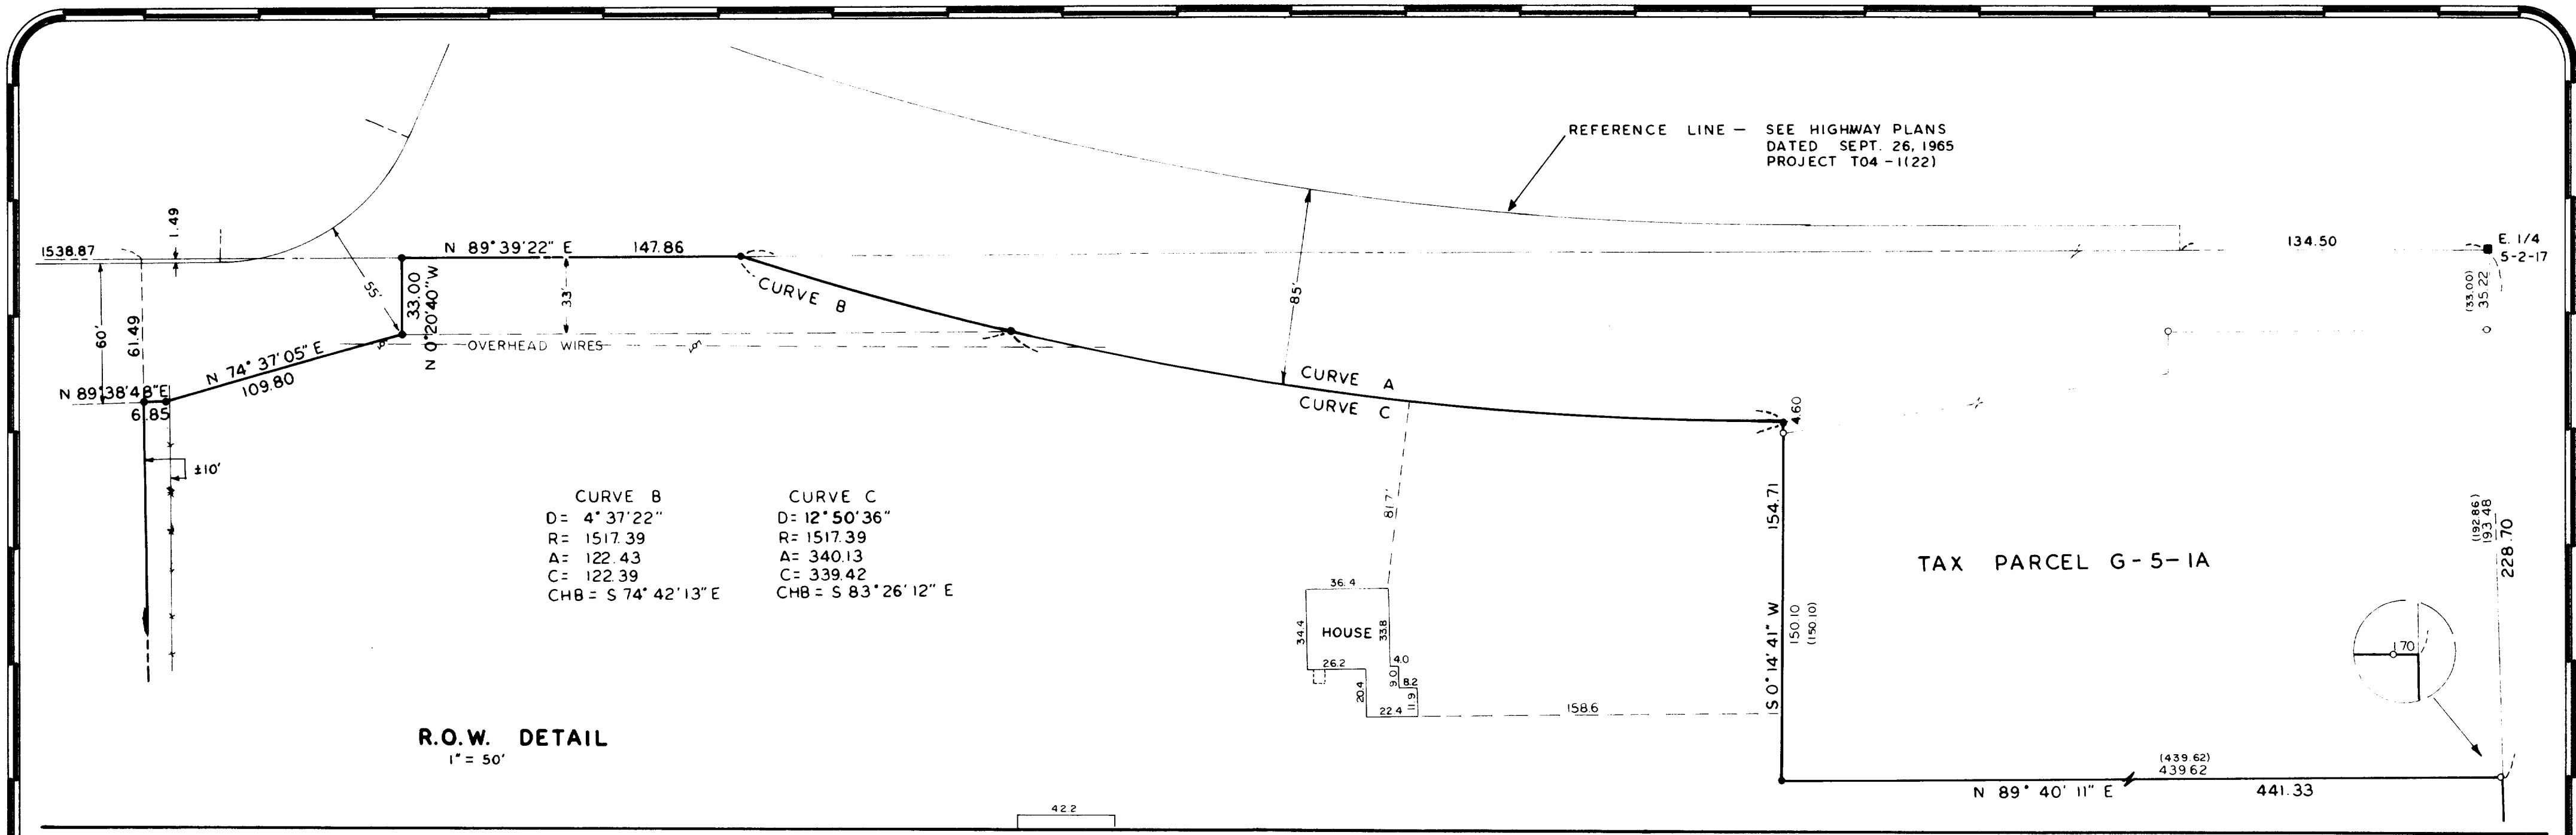 REFERENCE LINE — SEE HIGHWAY PLANS
DATED SEPT. 26, 1965
PROJECT T04-1(22)
1538.87
1.49
N 89°39'22" E 147.86
134.50
E. 1/4
5-2-17
(33.00)
35.22
55'
33.00
N 0°20'40" W
33'
CURVE B
85'
60'
61.49
OVERHEAD WIRES
N 74°37'05" E
109.80
N 89°38'48" E
6.85
CURVE A
CURVE C
4.60
±10'
CURVE B
D= 4°37'22"
R= 1517.39
A= 122.43
C= 122.39
CHB= S 74°42'13" E
CURVE C
D= 12°50'36"
R= 1517.39
A= 340.13
C= 339.42
CHB= S 83°26'12" E
81.7'
154.71
(192.86)
193.48
228.70
TAX PARCEL G-5-1A
36.4
34.4
HOUSE
33.8
26.2
4.0
9.0
8.2
20.4
11.9
22.4
158.6
S 0°14'41" W
150.10
(150.10)
1.70
R.O.W. DETAIL
1" = 50'
(439.62)
439.62
N 89°40'11" E
441.33
42.2